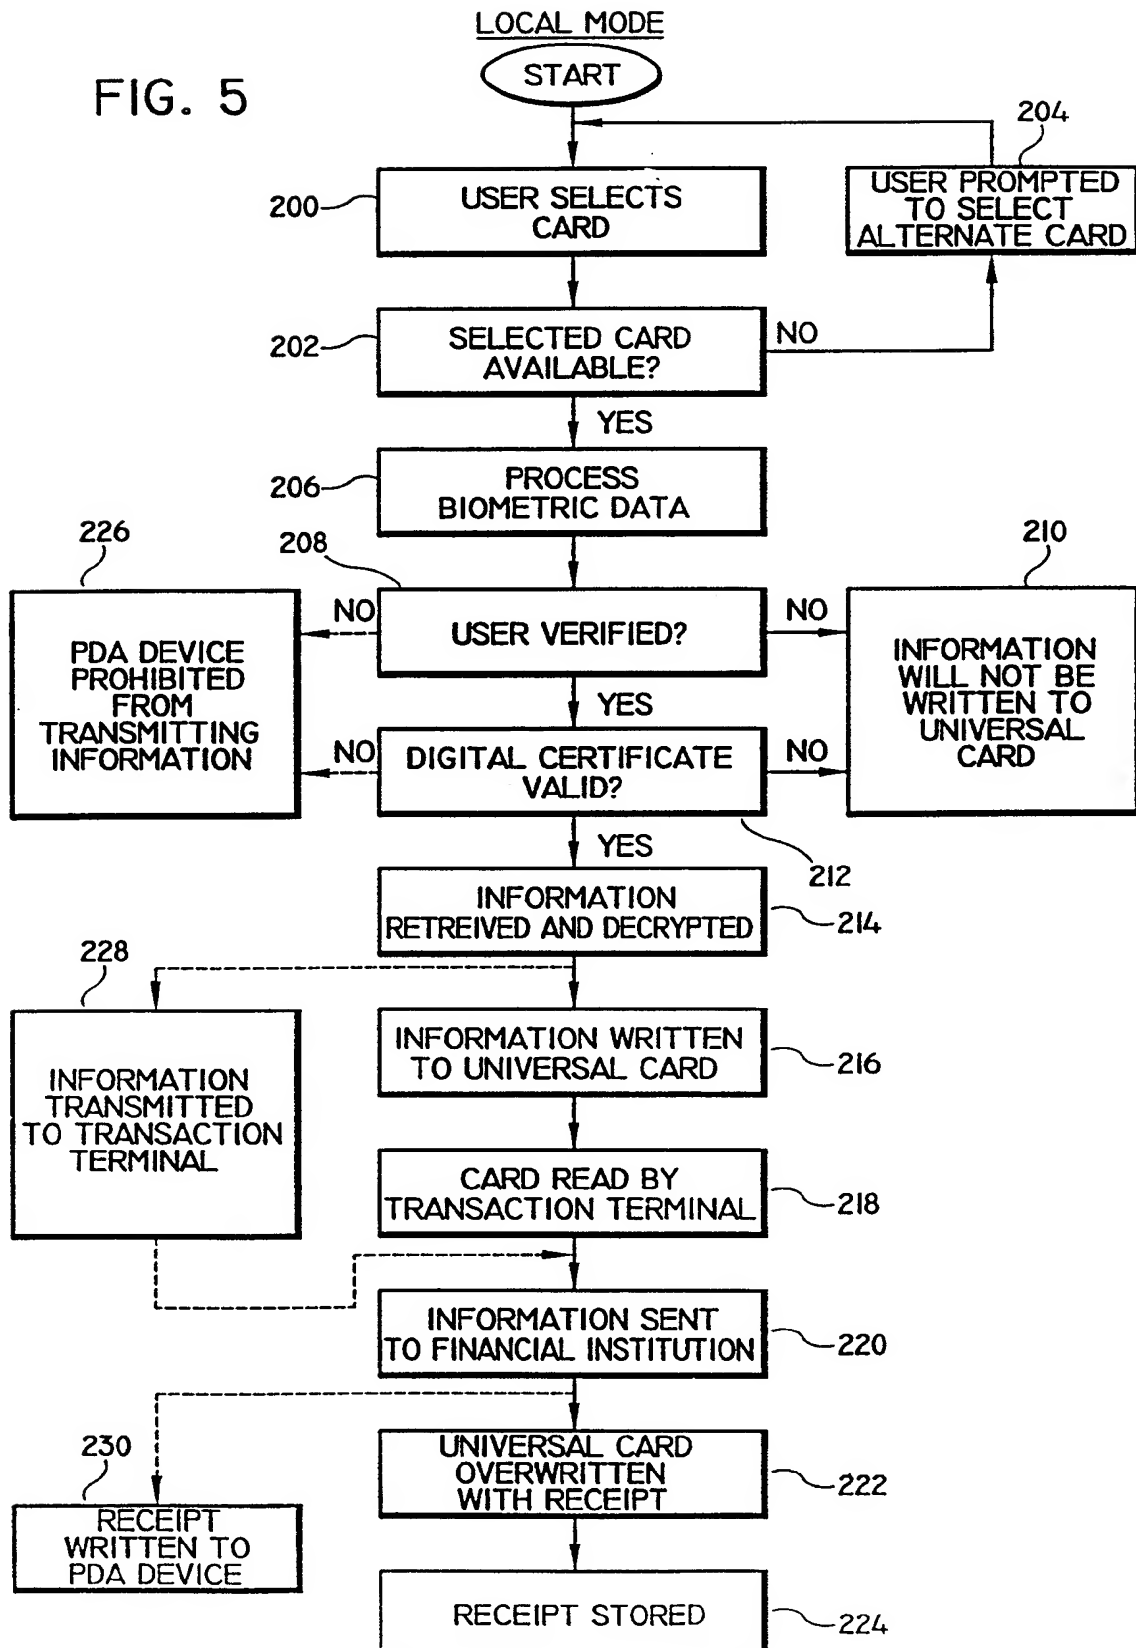 LOCAL MODE
START
FIG. 5
204
200
USER SELECTS
CARD
USER PROMPTED
TO SELECT
ALTERNATE CARD
202
SELECTED CARD
AVAILABLE?
NO
YES
206
PROCESS
BIOMETRIC DATA
226
208
210
PDA DEVICE
PROHIBITED
FROM
TRANSMITTING
INFORMATION
NO
USER VERIFIED?
NO
INFORMATION
WILL NOT BE
WRITTEN TO
UNIVERSAL
CARD
YES
NO
DIGITAL CERTIFICATE
VALID?
NO
212
YES
INFORMATION
RETREIVED AND DECRYPTED
214
228
INFORMATION
TRANSMITTED
TO TRANSACTION
TERMINAL
INFORMATION WRITTEN
TO UNIVERSAL CARD
216
CARD READ BY
TRANSACTION TERMINAL
218
INFORMATION SENT
TO FINANCIAL INSTITUTION
220
230
UNIVERSAL CARD
OVERWRITTEN
WITH RECEIPT
222
RECEIPT
WRITTEN TO
PDA DEVICE
RECEIPT STORED
224